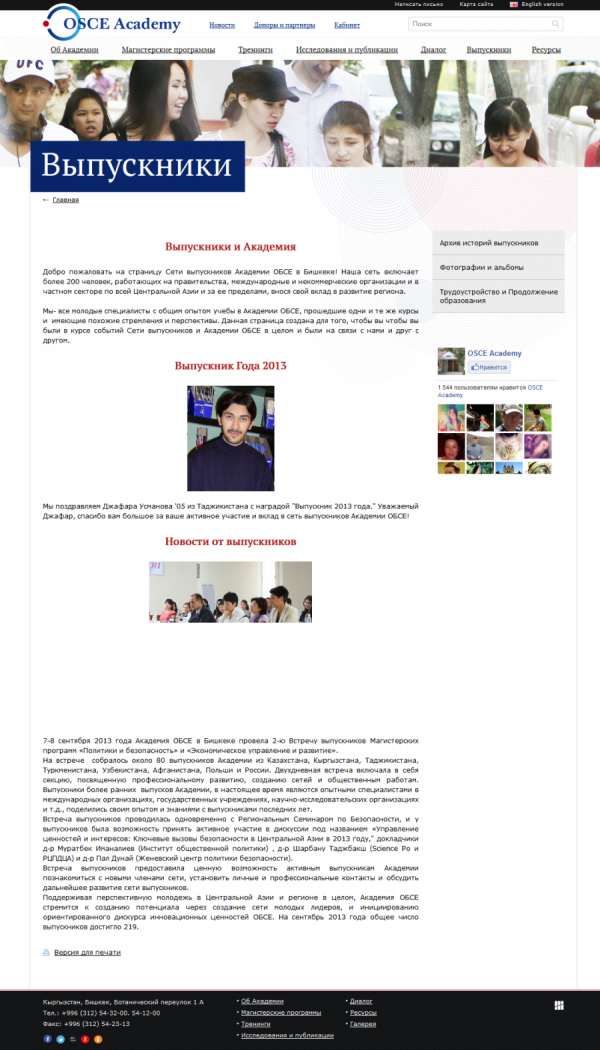 Написать письмо
Карта сайта
English version
OSCE Academy
Новости
Доноры и партнеры
Кабинет
Поиск
Об Академии
Магистерские программы
Тренинги
Исследования и публикации
Диалог
Выпускники
Ресурсы
UFC
Выпускники
← Главная
Выпускники и Академия
Добро пожаловать на страницу Сети выпускников Академии ОБСЕ в Бишкеке! Наша сеть включает
более 200 человек, работающих на правительства, международные и некоммерческие организации и в
частном секторе по всей Центральной Азии и за ее пределами, внося свой вклад в развитие региона.
Мы- все молодые специалисты с общим опытом учебы в Академии ОБСЕ, прошедшие одни и те же курсы
и имеющие похожие стремления и перспективы. Данная страница создана для того, чтобы вы чтобы вы
были в курсе событий Сети выпускников и Академии ОБСЕ в целом и были на связи с нами и друг с
другом.
Выпускник Года 2013
Мы поздравляем Джафара Усманова '05 из Таджикистана с наградой "Выпускник 2013 года." Уважаемый
Джафар, спасибо вам большое за ваше активное участие и вклад в сеть выпускников Академии ОБСЕ!
Новости от выпускников
7-8 сентября 2013 года Академия ОБСЕ в Бишкеке провела 2-ю Встречу выпускников Магистерских
программ «Политики и безопасность» и «Экономическое управление и развитие».
На встрече собралось около 80 выпускников Академии из Казахстана, Кыргызстана, Таджикистана,
Туркменистана, Узбекистана, Афганистана, Польши и России. Двухдневная встреча включала в себя
секцию, посвященную профессиональному развитию, созданию сетей и общественным работам.
Выпускники более ранних выпусков Академии, в настоящее время являются опытными специалистами в
международных организациях, государственных учреждениях, научно-исследовательских организациях
и т.д., поделились своим опытом и знаниями с выпускниками последних лет.
Встреча выпускников проводилась одновременно с Региональным Семинаром по Безопасности, и у
выпускников была возможность принять активное участие в дискуссии под названием «Управление
ценностей и интересов: Ключевые вызовы безопасности в Центральной Азии в 2013 году," докладчики
д-р Муратбек Иманалиев (Институт общественной политики) , д-р Шарбану Таджбакш (Science Po и
РЦПДЦА) и д-р Пал Дунай (Женевский центр политики безопасности).
Встреча выпускников предоставила ценную возможность активным выпускникам Академии
познакомиться с новыми членами сети, установить личные и профессиональные контакты и обсудить
дальнейшее развитие сети выпускников.
Поддерживая перспективную молодежь в Центральной Азии и регионе в целом, Академия ОБСЕ
стремится к созданию потенциала через создание сети молодых лидеров, и инициированию
ориентированного дискурса инновационных ценностей ОБСЕ. На сентябрь 2013 года общее число
выпускников достигло 219.
Версия для печати
Архив историй выпускников
Фотографии и альбомы
Трудоустройство и Продолжение
образования
OSCE Academy
Нравится
1 544 пользователям нравится OSCE
Academy.
Кыргызстан, Бишкек, Ботанический переулок 1 А
Тел.: +996 (312) 54-32-00, 54-12-00
Факс: +996 (312) 54-23-13
Об Академии
Магистерские программы
Тренинги
Исследования и публикации
Диалог
Ресурсы
Галерея